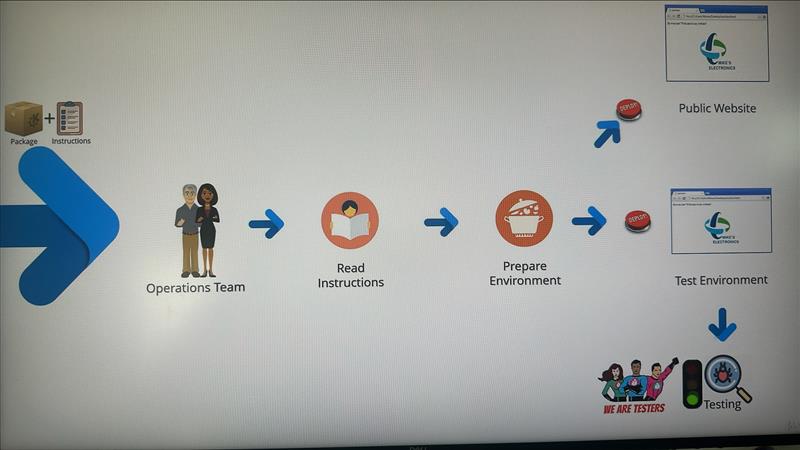 Package
+
Instructions
Operations Team
Read
Instructions
Prepare
Environment
DEPLOY!
MIKE'S
ELECTRONICS
Public Website
DEPLOY!
MIKE'S
ELECTRONICS
Test Environment
WE ARE TESTERS
Testing
DELL